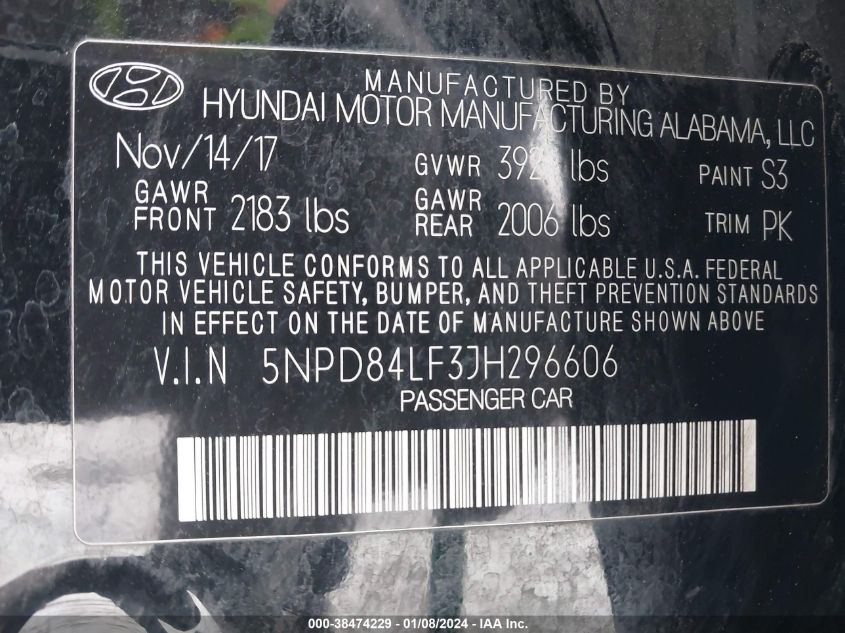 MANUFACTURED BY
HYUNDAI MOTOR MANUFACTURING ALABAMA, LLC
Nov/14/17 GVWR lbs PAINT S3
GAWR FRONT 2183 lbs GAWR REAR 2006 lbs TRIM PK
THIS VEHICLE CONFORMS TO ALL APPLICABLE U.S.A. FEDERAL
MOTOR VEHICLE SAFETY, BUMPER, AND THEFT PREVENTION STANDARDS
IN EFFECT ON THE DATE OF MANUFACTURE SHOWN ABOVE
V.I.N 5NPD84LF3JH296606
PASSENGER CAR
000-38474229 - 01/08/2024 - IAA Inc.